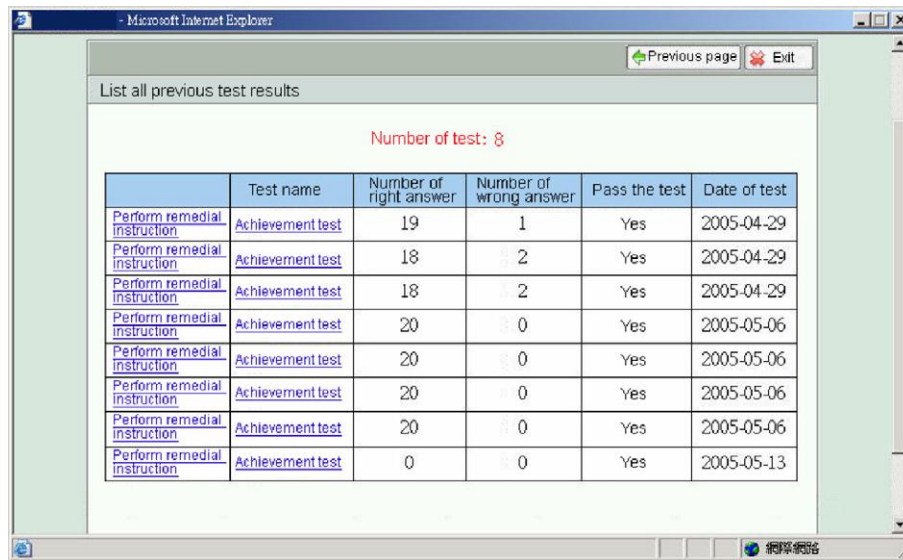 - Microsoft Internet Explorer
Previous page Exit
List all previous test results
Number of test: 8
Test name Number of right answer Number of wrong answer Pass the test Date of test
Perform remedial instruction Achievement test 19 1 Yes 2005-04-29
Perform remedial instruction Achievement test 18 2 Yes 2005-04-29
Perform remedial instruction Achievement test 18 2 Yes 2005-04-29
Perform remedial instruction Achievement test 20 0 Yes 2005-05-06
Perform remedial instruction Achievement test 20 0 Yes 2005-05-06
Perform remedial instruction Achievement test 20 0 Yes 2005-05-06
Perform remedial instruction Achievement test 20 0 Yes 2005-05-06
Perform remedial instruction Achievement test 0 0 Yes 2005-05-13
網際網路